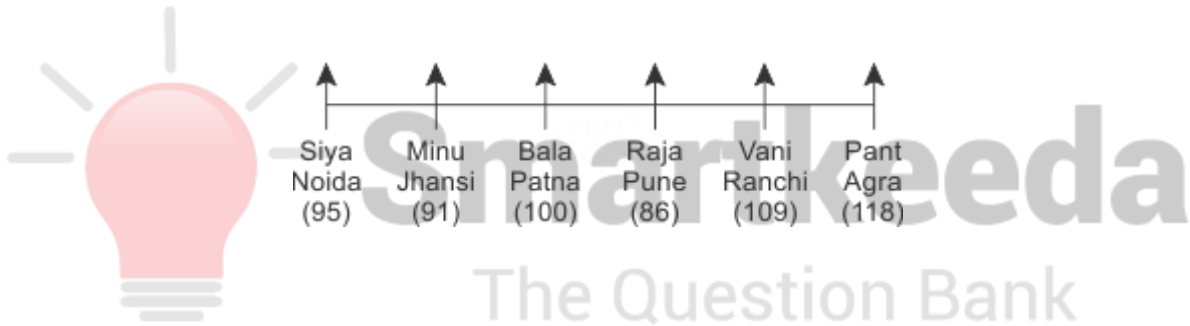 Siya Minu Bala Raja Vani Pant
Noida Jhansi Patna Pune Ranchi Agra
(95) (91) (100) (86) (109) (118)
Smartkeeda
The Question Bank